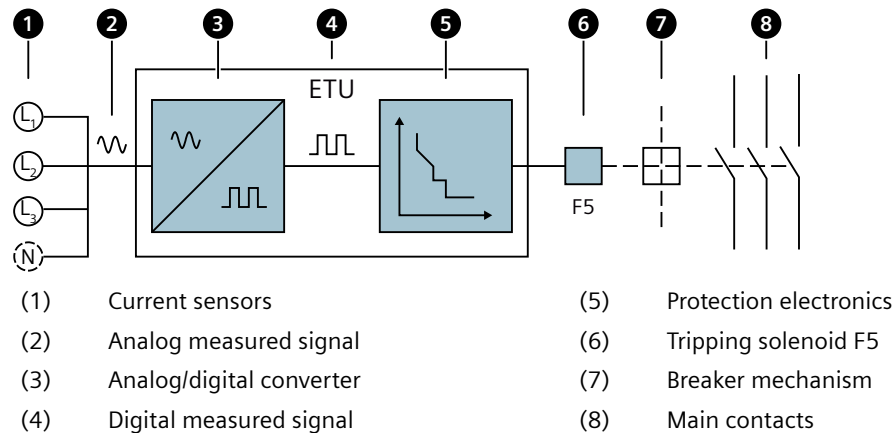 1 2 3 4 5 6 7 8
ETU
L1
L2
L3
N
F5
(1) Current sensors
(2) Analog measured signal
(3) Analog/digital converter
(4) Digital measured signal
(5) Protection electronics
(6) Tripping solenoid F5
(7) Breaker mechanism
(8) Main contacts